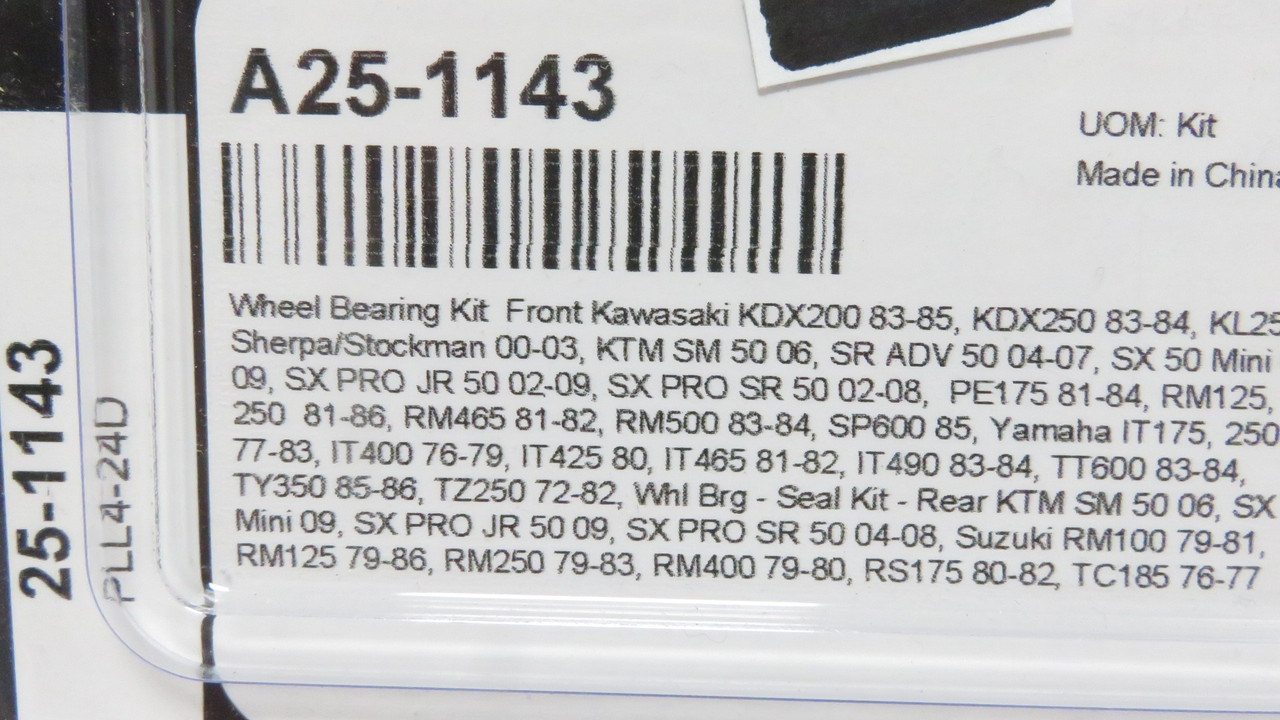 A25-1143
UOM: Kit
Made in China
Wheel Bearing Kit Front Kawasaki KDX200 83-85, KDX250 83-84, KL25
Sherpa/Stockman 00-03, KTM SM 50 06, SR ADV 50 04-07, SX 50 Mini
09, SX PRO JR 50 02-09, SX PRO SR 50 02-08, PE175 81-84, RM125,
250 81-86, RM465 81-82, RM500 83-84, SP600 85, Yamaha IT175, 250
77-83, IT400 76-79, IT425 80, IT465 81-82, IT490 83-84, TT600 83-84,
TY350 85-86, TZ250 72-82, Whl Brg - Seal Kit - Rear KTM SM 50 06, SX
Mini 09, SX PRO JR 50 09, SX PRO SR 50 04-08, Suzuki RM100 79-81,
RM125 79-86, RM250 79-83, RM400 79-80, RS175 80-82, TC185 76-77
25-1143
PLL4-24D